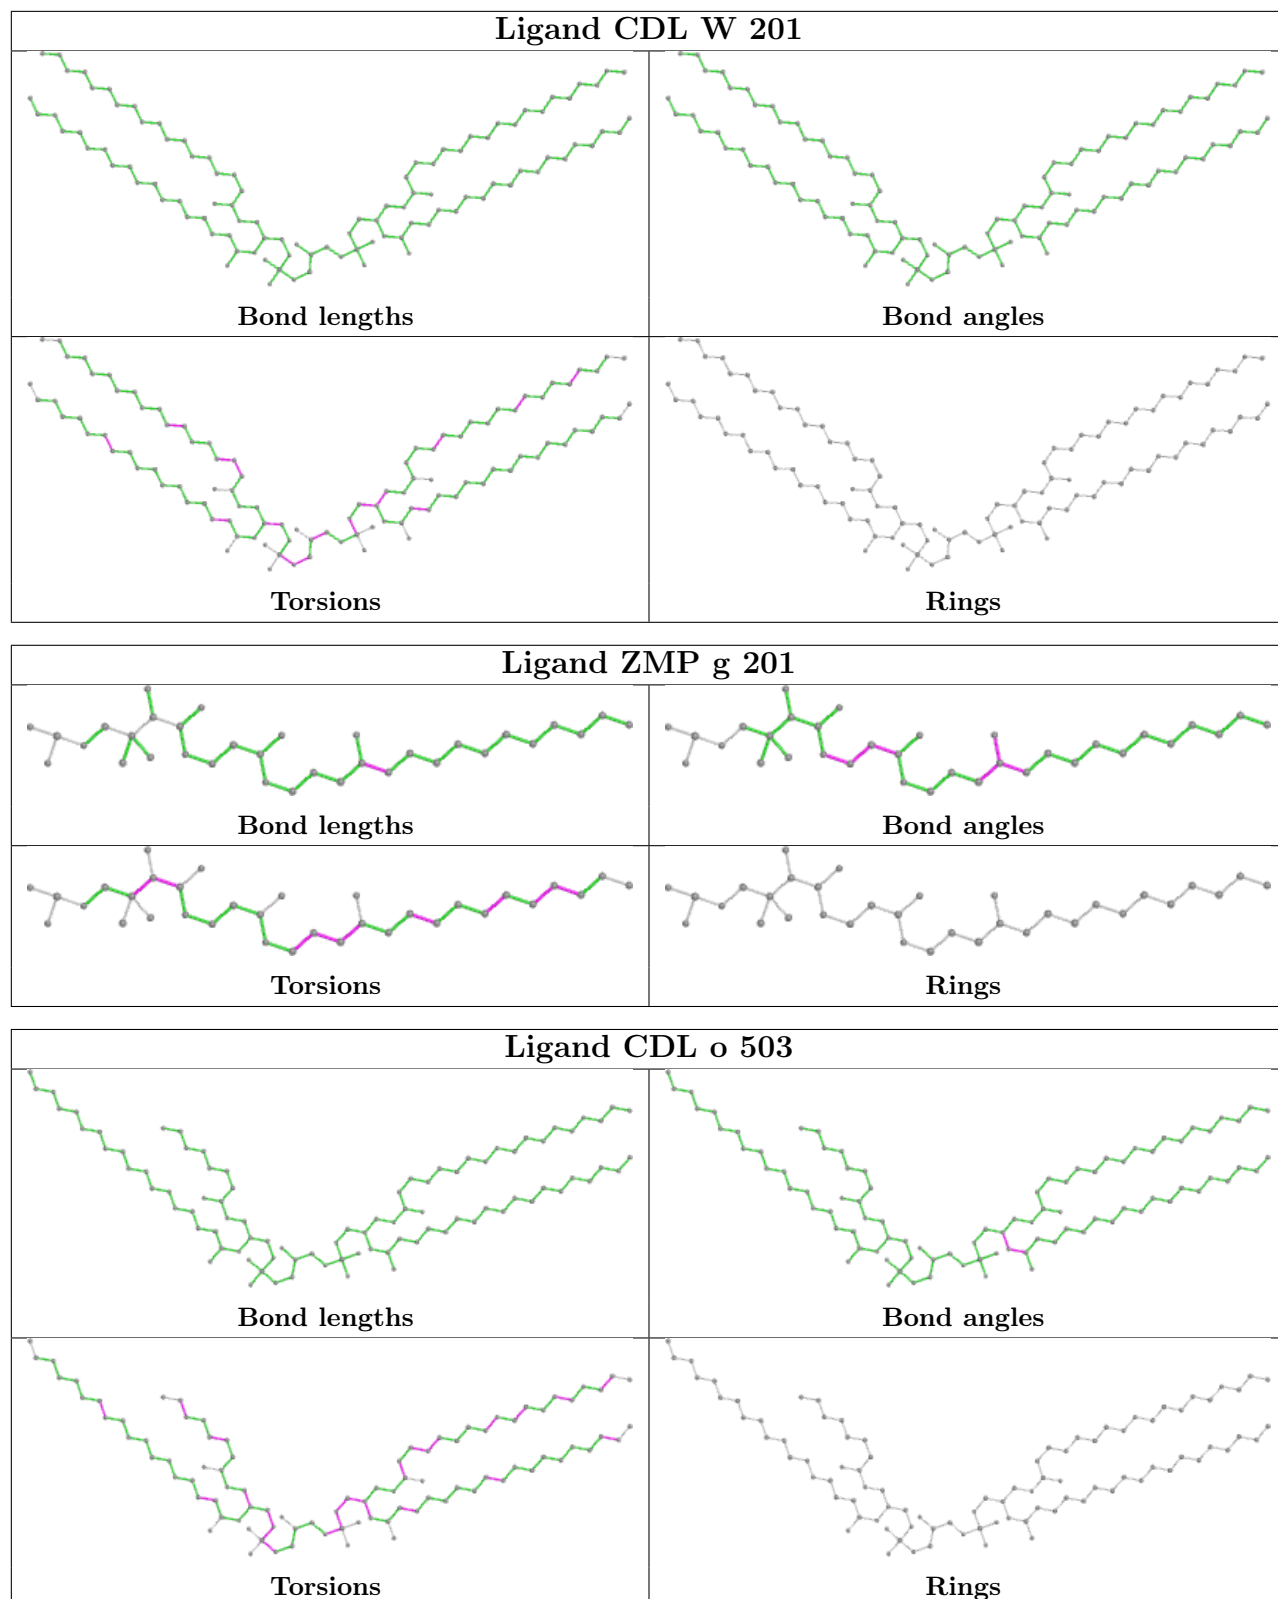 Ligand CDL W 201
Bond lengths
Bond angles
Torsions
Rings
Ligand ZMP g 201
Bond lengths
Bond angles
Torsions
Rings
Ligand CDL o 503
Bond lengths
Bond angles
Torsions
Rings